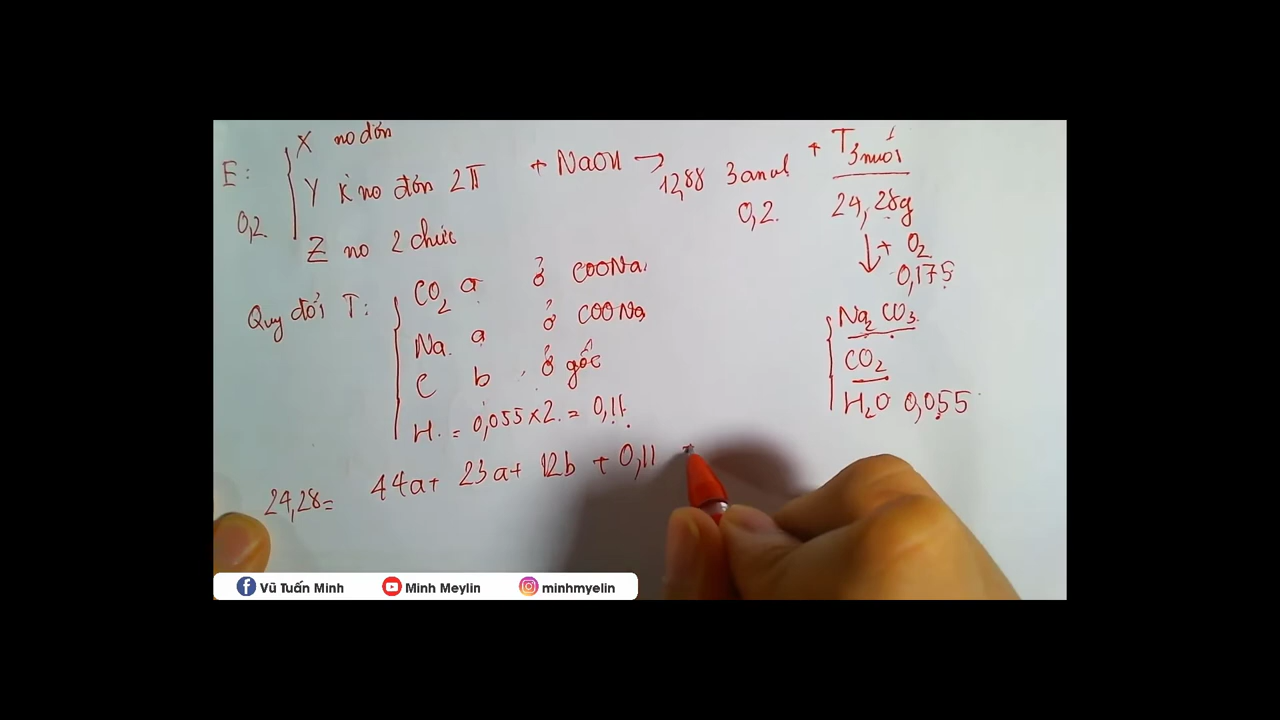 X no đơn
E: Y k no đơn 2π + NaOH → 12,88 3 ancol + T 3 muối
0,2 0,2. 24,28g
Z no 2 chức
↓ + O2
0,175
Quy đổi T: CO2 a ở COONa
Na. a ở COONa
C b ở gốc
H. = 0,055×2. = 0,11.
Na2CO3
CO2
H2O 0,055
24,28 = 44a + 23a + 12b + 0,11
Vũ Tuấn Minh Minh Meylin minhmyelin